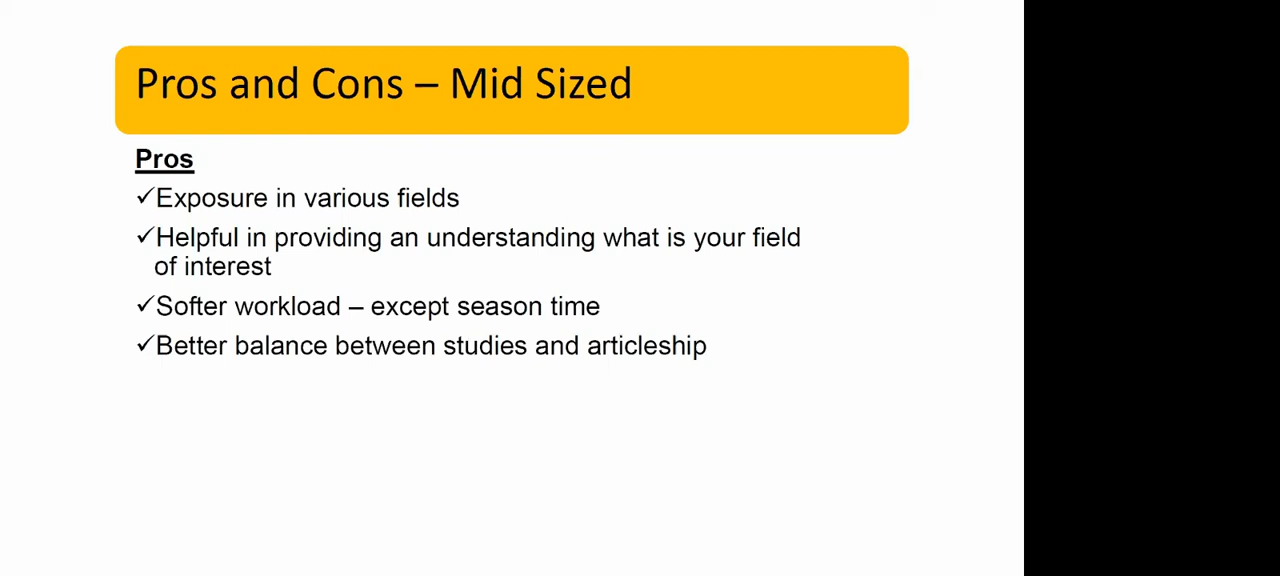 Pros and Cons – Mid Sized
Pros
✓Exposure in various fields
✓Helpful in providing an understanding what is your field
of interest
✓Softer workload – except season time
✓Better balance between studies and articleship